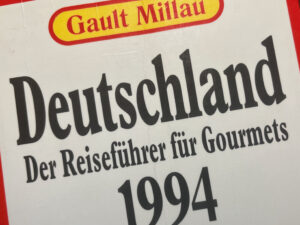 Gault Millau
Deutschland
Der Reiseführer für Gourmets
1994